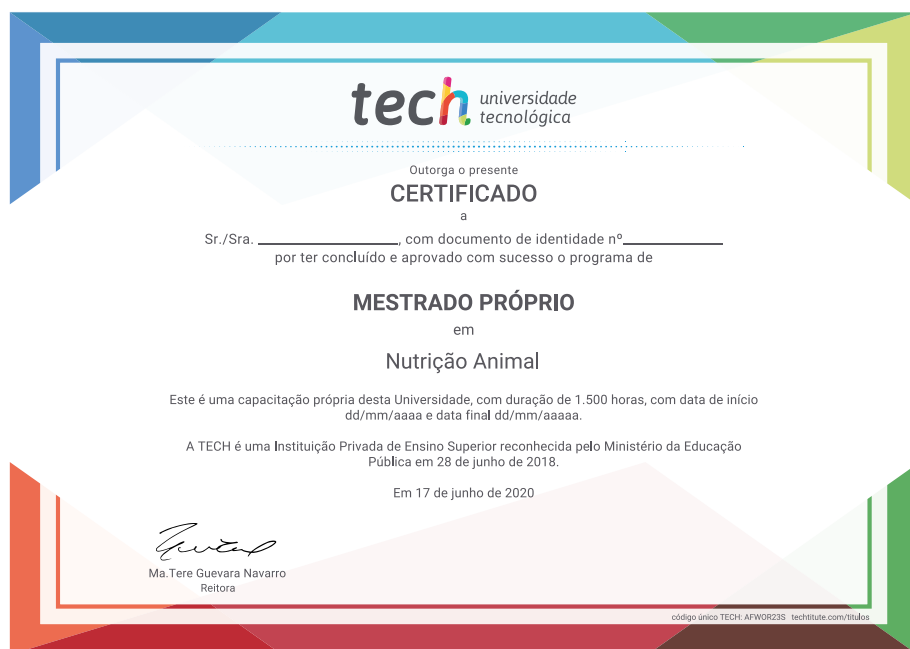 tech universidade
tecnológica
Outorga o presente
CERTIFICADO
a
Sr./Sra. ____________________, com documento de identidade nº______________
por ter concluído e aprovado com sucesso o programa de
MESTRADO PRÓPRIO
em
Nutrição Animal
Este é uma capacitação própria desta Universidade, com duração de 1.500 horas, com data de início
dd/mm/aaaa e data final dd/mm/aaaaa.
A TECH é uma Instituição Privada de Ensino Superior reconhecida pelo Ministério da Educação
Pública em 28 de junho de 2018.
Em 17 de junho de 2020
Ma.Tere Guevara Navarro
Reitora
código único TECH: AFWOR23S techtitute.com/titulos